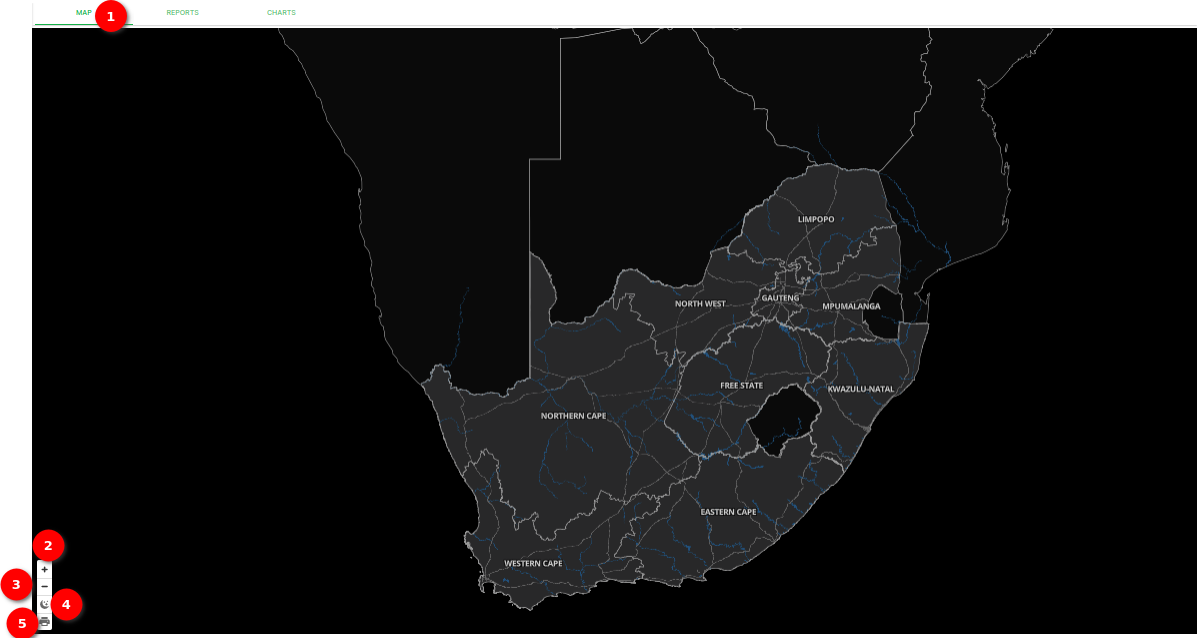 MAP 1 REPORTS CHARTS
LIMPOPO
NORTH WEST
GAUTENG
MPUMALANGA
FREE STATE
KWAZULU-NATAL
NORTHERN CAPE
EASTERN CAPE
WESTERN CAPE
2
+
3
−
4
5